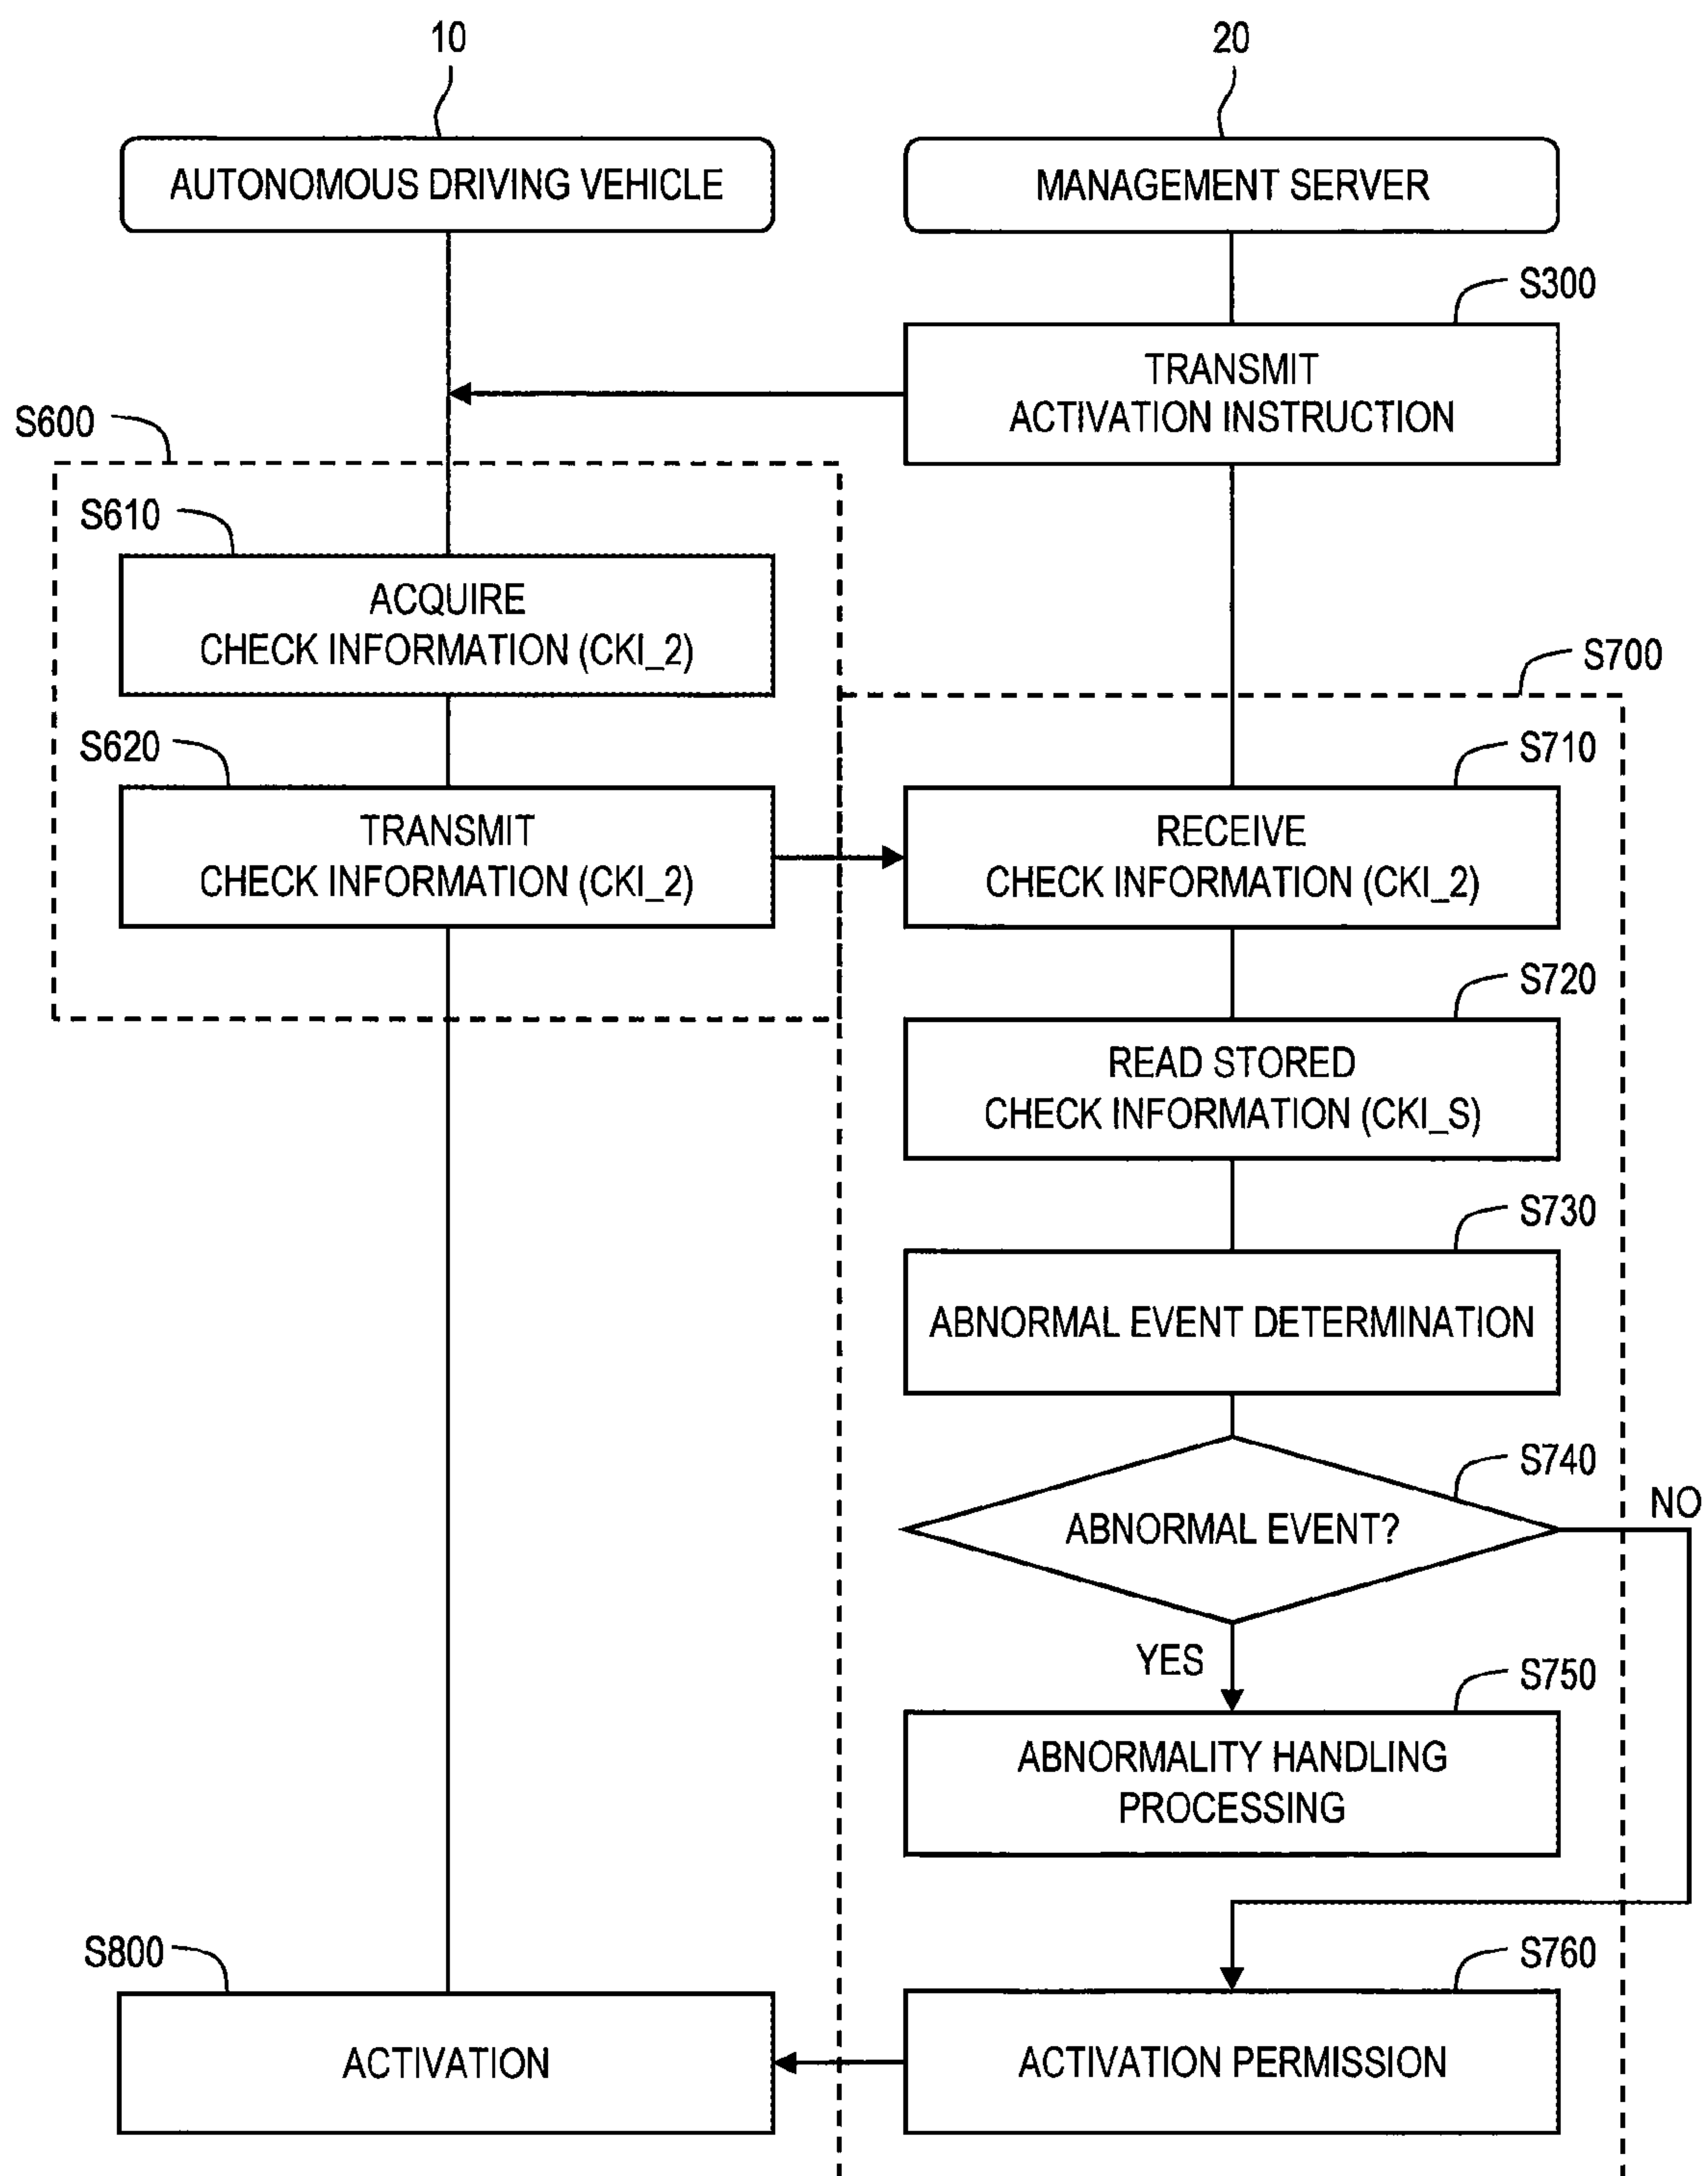 10
20
AUTONOMOUS DRIVING VEHICLE
MANAGEMENT SERVER
S300
TRANSMIT
ACTIVATION INSTRUCTION
S600
S610
ACQUIRE
CHECK INFORMATION (CKI_2)
S700
S620
TRANSMIT
CHECK INFORMATION (CKI_2)
S710
RECEIVE
CHECK INFORMATION (CKI_2)
S720
READ STORED
CHECK INFORMATION (CKI_S)
S730
ABNORMAL EVENT DETERMINATION
S740
ABNORMAL EVENT?
NO
YES
S750
ABNORMALITY HANDLING
PROCESSING
S800
ACTIVATION
S760
ACTIVATION PERMISSION